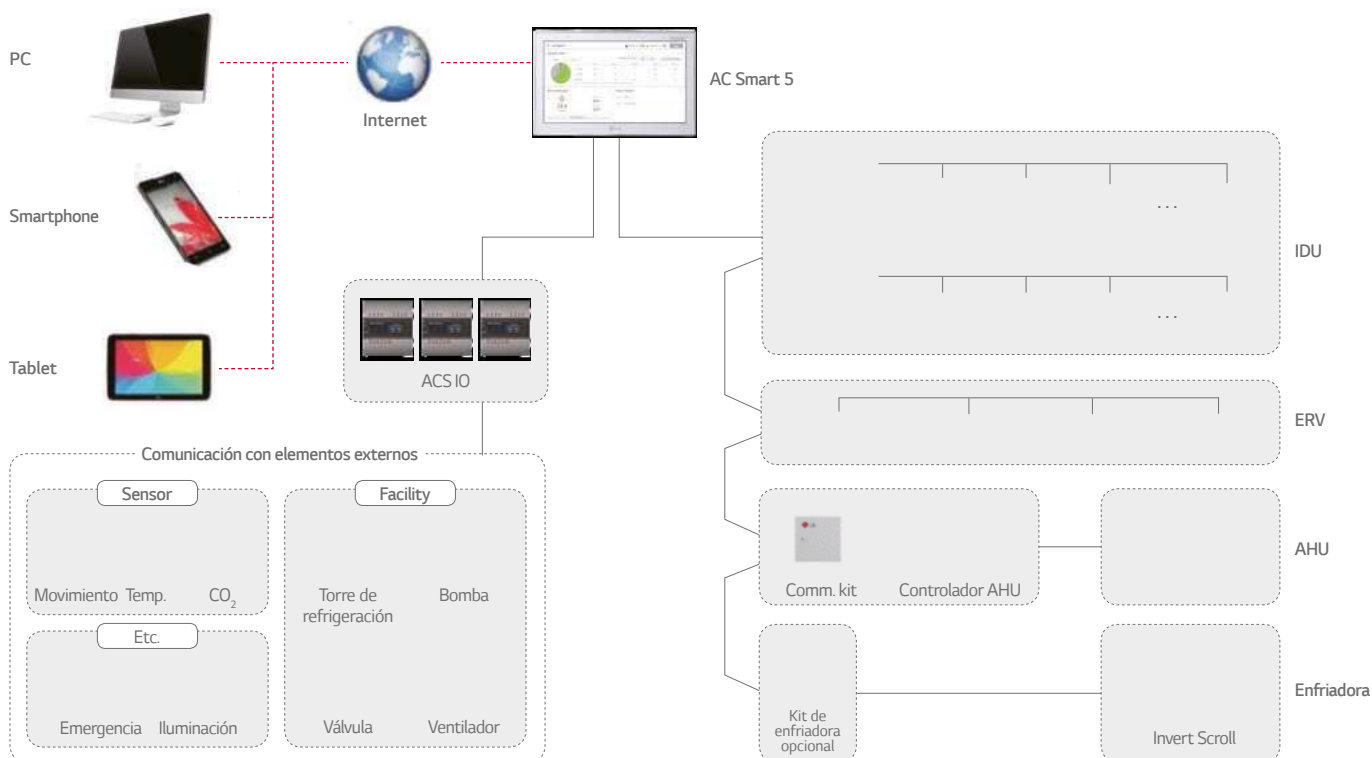 PC
Internet
AC Smart 5
Smartphone
IDU
. . .
. . .
Tablet
ACS IO
ERV
Comunicación con elementos externos
Sensor
Facility
Movimiento Temp. CO2
Torre de
refrigeración
Bomba
Etc.
Emergencia Iluminación
Válvula
Ventilador
LG
Comm. kit
Controlador AHU
AHU
Kit de
enfriadora
opcional
Invert Scroll
Enfriadora